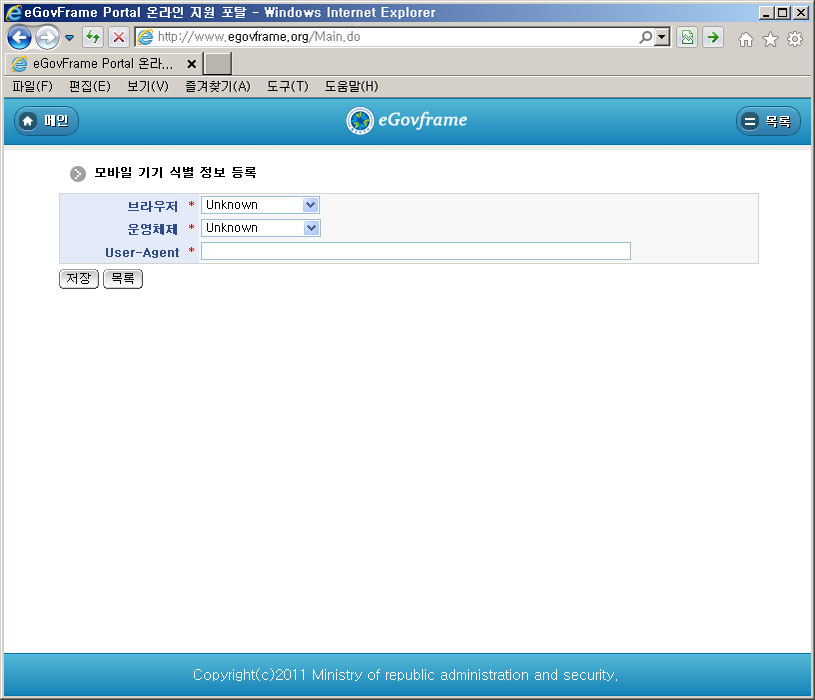 eGovFrame Portal 온라인 지원 포탈 - Windows Internet Explorer
http://www.egovframe.org/Main.do
eGovFrame Portal 온라...
파일(F) 편집(E) 보기(V) 즐겨찾기(A) 도구(T) 도움말(H)
메인 eGovframe 목록
모바일 기기 식별 정보 등록
브라우저 * Unknown
운영체제 * Unknown
User-Agent *
저장 목록
Copyright(c)2011 Ministry of republic administration and security.